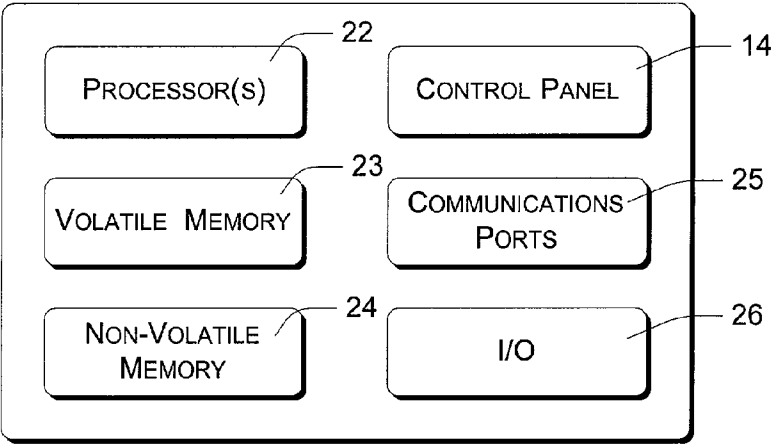 22
PROCESSOR(S)
14
CONTROL PANEL
23
VOLATILE MEMORY
25
COMMUNICATIONS
PORTS
24
NON-VOLATILE
MEMORY
26
I/O